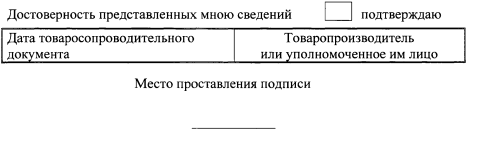 Достоверность представленных мною сведений подтверждаю
Дата товаросопроводительного документа
Товаропроизводитель или уполномоченное им лицо
Место проставления подписи